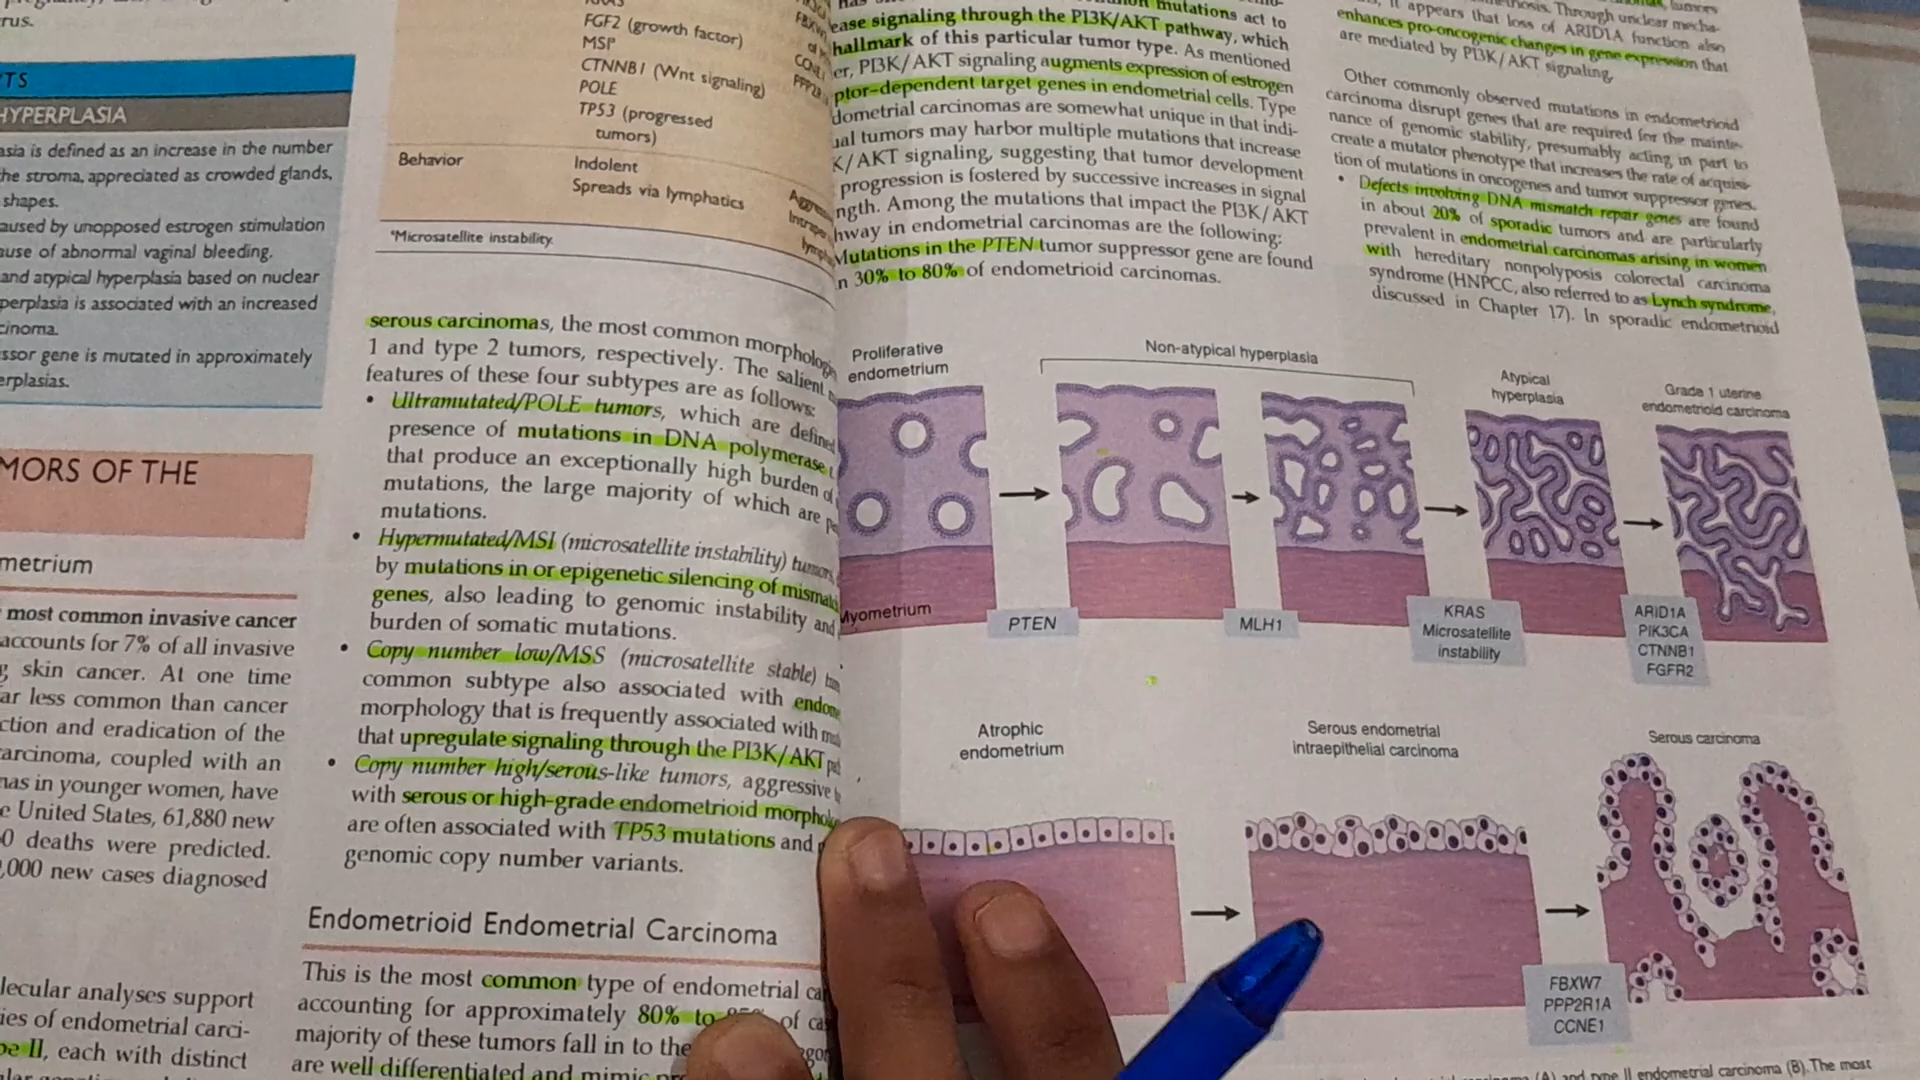 rus.
TS
HYPERPLASIA
asia is defined as an increase in the number
he stroma, appreciated as crowded glands,
shapes.
aused by unopposed estrogen stimulation
use of abnormal vaginal bleeding.
and atypical hyperplasia based on nuclear
perplasia is associated with an increased
cinoma.
ssor gene is mutated in approximately
erplasias.
MORS OF THE
metrium
most common invasive cancer
accounts for 7% of all invasive
g skin cancer. At one time
ar less common than cancer
ction and eradication of the
arcinoma, coupled with an
mas in younger women, have
e United States, 61,880 new
0 deaths were predicted.
,000 new cases diagnosed
lecular analyses support
ies of endometrial carci-
pe II, each with distinct
FGF2 (growth factor)
MSIª
CTNNB1 (Wnt signaling)
POLE
TP53 (progressed
tumors)
Behavior
Indolent
Spreads via lymphatics
ªMicrosatellite instability.
serous carcinomas, the most common morphologi
1 and type 2 tumors, respectively. The salient
features of these four subtypes are as follows:
• Ultramutated/POLE tumors, which are defined
presence of mutations in DNA polymerase
that produce an exceptionally high burden of
mutations, the large majority of which are
mutations.
• Hypermutated/MSI (microsatellite instability) tumors,
by mutations in or epigenetic silencing of mismat
genes, also leading to genomic instability and
burden of somatic mutations.
• Copy number low/MSS (microsatellite stable)
common subtype also associated with endome
morphology that is frequently associated with
that upregulate signaling through the PI3K/AKT
• Copy number high/serous-like tumors, aggressive
with serous or high-grade endometrioid morphol
are often associated with TP53 mutations and
genomic copy number variants.
Endometrioid Endometrial Carcinoma
This is the most common type of endometrial ca
accounting for approximately 80% to of ca
majority of these tumors fall in to the
are well differentiated and mimic
mutations act to
ease signaling through the PI3K/AKT pathway, which
hallmark of this particular tumor type. As mentioned
er, PI3K/AKT signaling augments expression of estrogen
ptor-dependent target genes in endometrial cells. Type
dometrial carcinomas are somewhat unique in that indi-
ual tumors may harbor multiple mutations that increase
K/AKT signaling, suggesting that tumor development
progression is fostered by successive increases in signal
ngth. Among the mutations that impact the PI3K/AKT
hway in endometrial carcinomas are the following:
Mutations in the PTEN tumor suppressor gene are found
n 30% to 80% of endometrioid carcinomas.
it appears that loss of ARID1A function also
enhances pro-oncogenic changes in gene expression that
are mediated by PI3K/AKT signaling.
Other commonly observed mutations in endometrioid
carcinoma disrupt genes that are required for the mainte-
nance of genomic stability, presumably acting in part to
create a mutator phenotype that increases the rate of acquisi-
tion of mutations in oncogenes and tumor suppressor genes.
• Defects involving DNA mismatch repair genes are found
in about 20% of sporadic tumors and are particularly
prevalent in endometrial carcinomas arising in women
with hereditary nonpolyposis colorectal carcinoma
syndrome (HNPCC, also referred to as Lynch syndrome,
discussed in Chapter 17). In sporadic endometrioid
Proliferative
endometrium
Non-atypical hyperplasia
Atypical
hyperplasia
Grade 1 uterine
endometrioid carcinoma
Myometrium
PTEN
MLH1
KRAS
Microsatellite
instability
ARID1A
PIK3CA
CTNNB1
FGFR2
Atrophic
endometrium
Serous endometrial
intraepithelial carcinoma
Serous carcinoma
FBXW7
PPP2R1A
CCNE1
(A) and type II endometrial carcinoma (B). The most